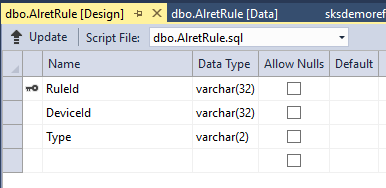 dbo.AlretRule [Design]
dbo.AlretRule [Data]
sksdemoref
Update
Script File:
dbo.AlretRule.sql
Name
Data Type
Allow Nulls
Default
RuleId
varchar(32)
DeviceId
varchar(32)
Type
varchar(2)